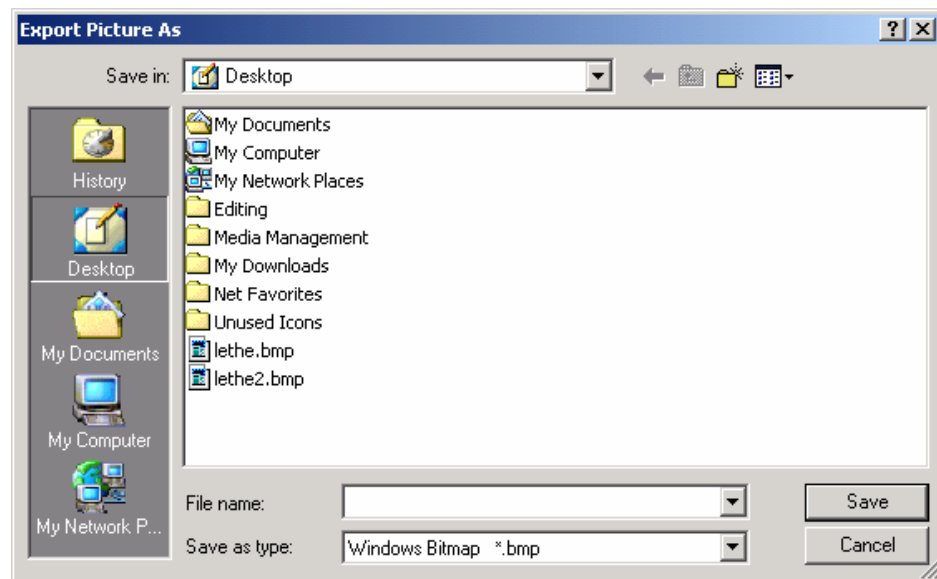 Export Picture As
Save in: Desktop
History
Desktop
My Documents
My Computer
My Network P...
My Documents
My Computer
My Network Places
Editing
Media Management
My Downloads
Net Favorites
Unused Icons
lethe.bmp
lethe2.bmp
File name: Save
Save as type: Windows Bitmap *.bmp Cancel